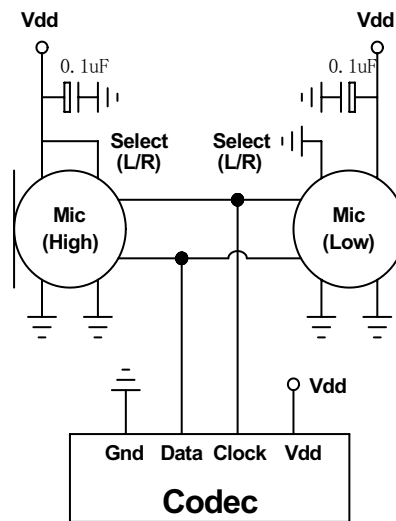 Vdd
Vdd
0.1uF
0.1uF
Select
(L/R)
Select
(L/R)
Mic
(High)
Mic
(Low)
Vdd
Gnd Data Clock Vdd
Codec